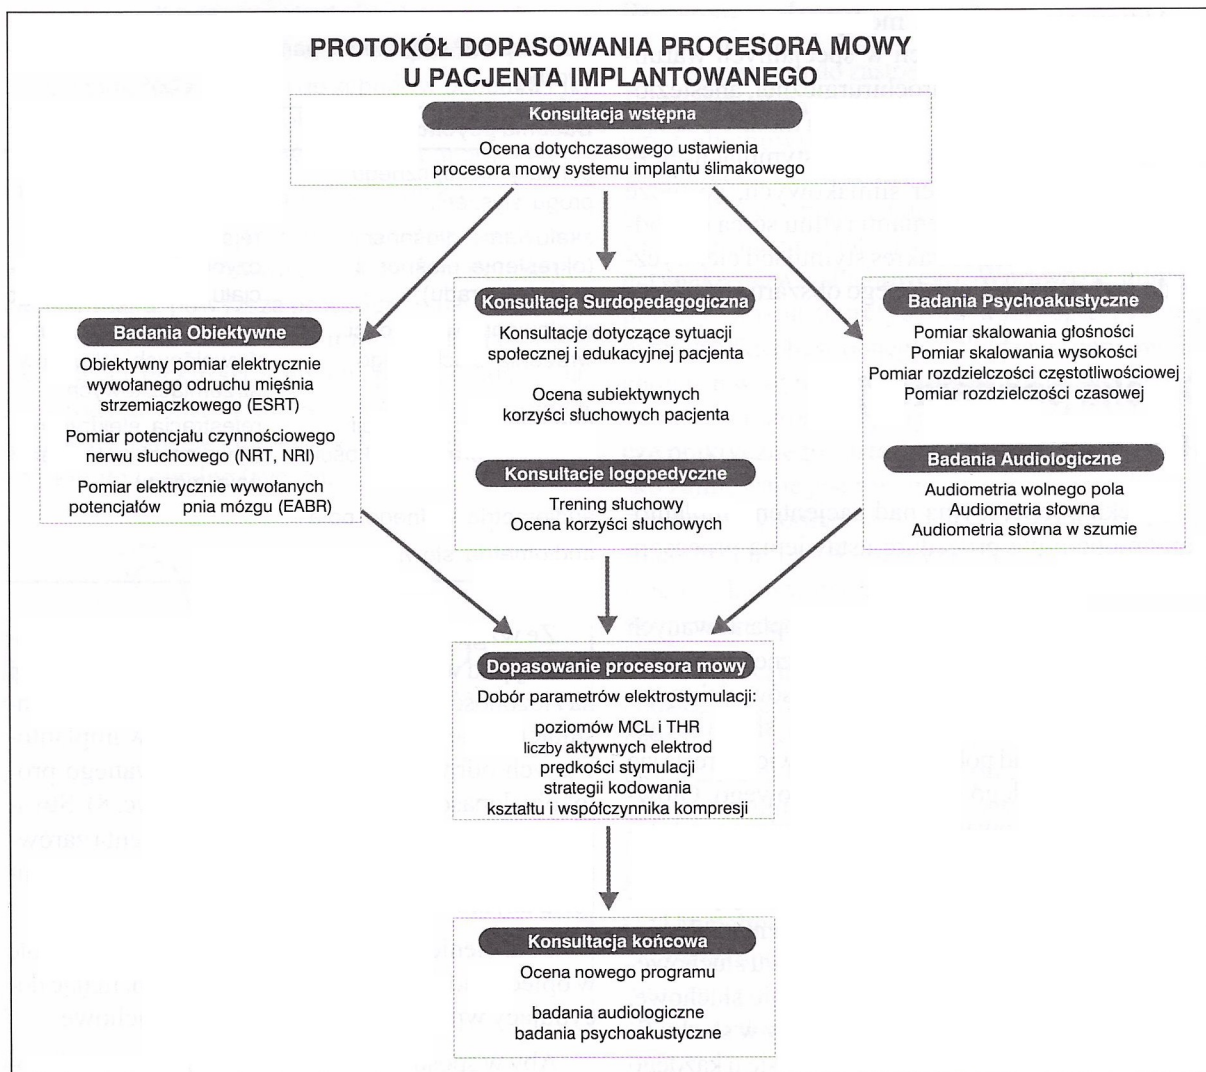 PROTOKÓŁ DOPASOWANIA PROCESORA MOWY
U PACJENTA IMPLANTOWANEGO
Konsultacja wstępna
Ocena dotychczasowego ustawienia
procesora mowy systemu implantu ślimakowego
Badania Obiektywne
Obiektywny pomiar elektrycznie
wywołanego odruchu mięśnia
strzemiączkowego (ESRT)
Pomiar potencjału czynnościowego
nerwu słuchowego (NRT, NRI)
Pomiar elektrycznie wywołanych
potencjałów pnia mózgu (EABR)
Konsultacja Surdopedagogiczna
Konsultacje dotyczące sytuacji
społecznej i edukacyjnej pacjenta
Ocena subiektywnych
korzyści słuchowych pacjenta
Konsultacje logopedyczne
Trening słuchowy
Ocena korzyści słuchowych
Badania Psychoakustyczne
Pomiar skalowania głośności
Pomiar skalowania wysokości
Pomiar rozdzielczości częstotliwościowej
Pomiar rozdzielczości czasowej
Badania Audiologiczne
Audiometria wolnego pola
Audiometria słowna
Audiometria słowna w szumie
Dopasowanie procesora mowy
Dobór parametrów elektrostymulacji:
poziomów MCL i THR
liczby aktywnych elektrod
prędkości stymulacji
strategii kodowania
kształtu i współczynnika kompresji
Konsultacja końcowa
Ocena nowego programu
badania audiologiczne
badania psychoakustyczne